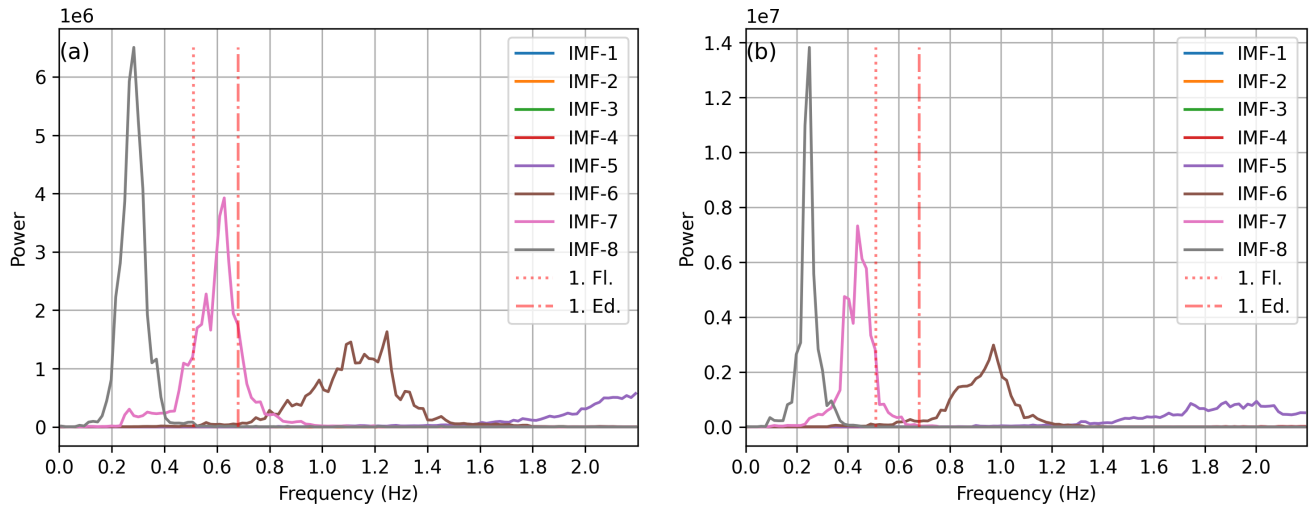 1e6
(a)
6
5
4
3
2
1
0
Power
0.0 0.2 0.4 0.6 0.8 1.0 1.2 1.4 1.6 1.8 2.0
Frequency (Hz)
IMF-1
IMF-2
IMF-3
IMF-4
IMF-5
IMF-6
IMF-7
IMF-8
1. Fl.
1. Ed.
1e7
(b)
1.4
1.2
1.0
0.8
0.6
0.4
0.2
0.0
Power
0.0 0.2 0.4 0.6 0.8 1.0 1.2 1.4 1.6 1.8 2.0
Frequency (Hz)
IMF-1
IMF-2
IMF-3
IMF-4
IMF-5
IMF-6
IMF-7
IMF-8
1. Fl.
1. Ed.